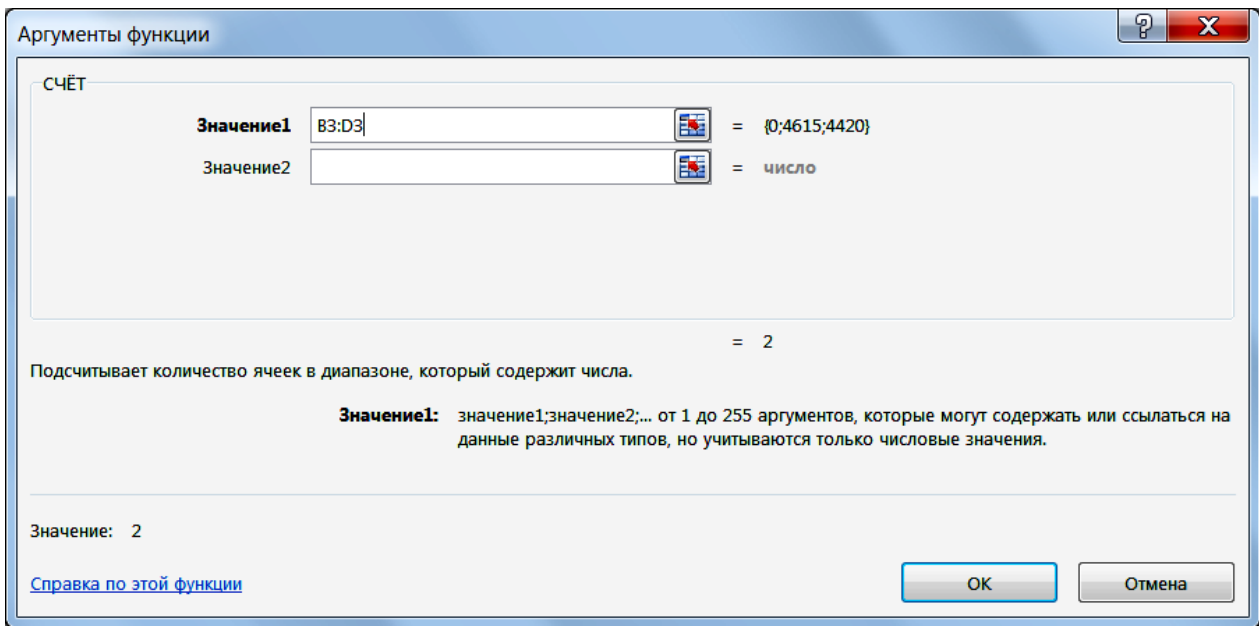 Аргументы функции
СЧЁТ
Значение1 B3:D3 = {0;4615;4420}
Значение2 = число
= 2
Подсчитывает количество ячеек в диапазоне, который содержит числа.
Значение1: значение1;значение2;... от 1 до 255 аргументов, которые могут содержать или ссылаться на
данные различных типов, но учитываются только числовые значения.
Значение: 2
Справка по этой функции
ОК Отмена